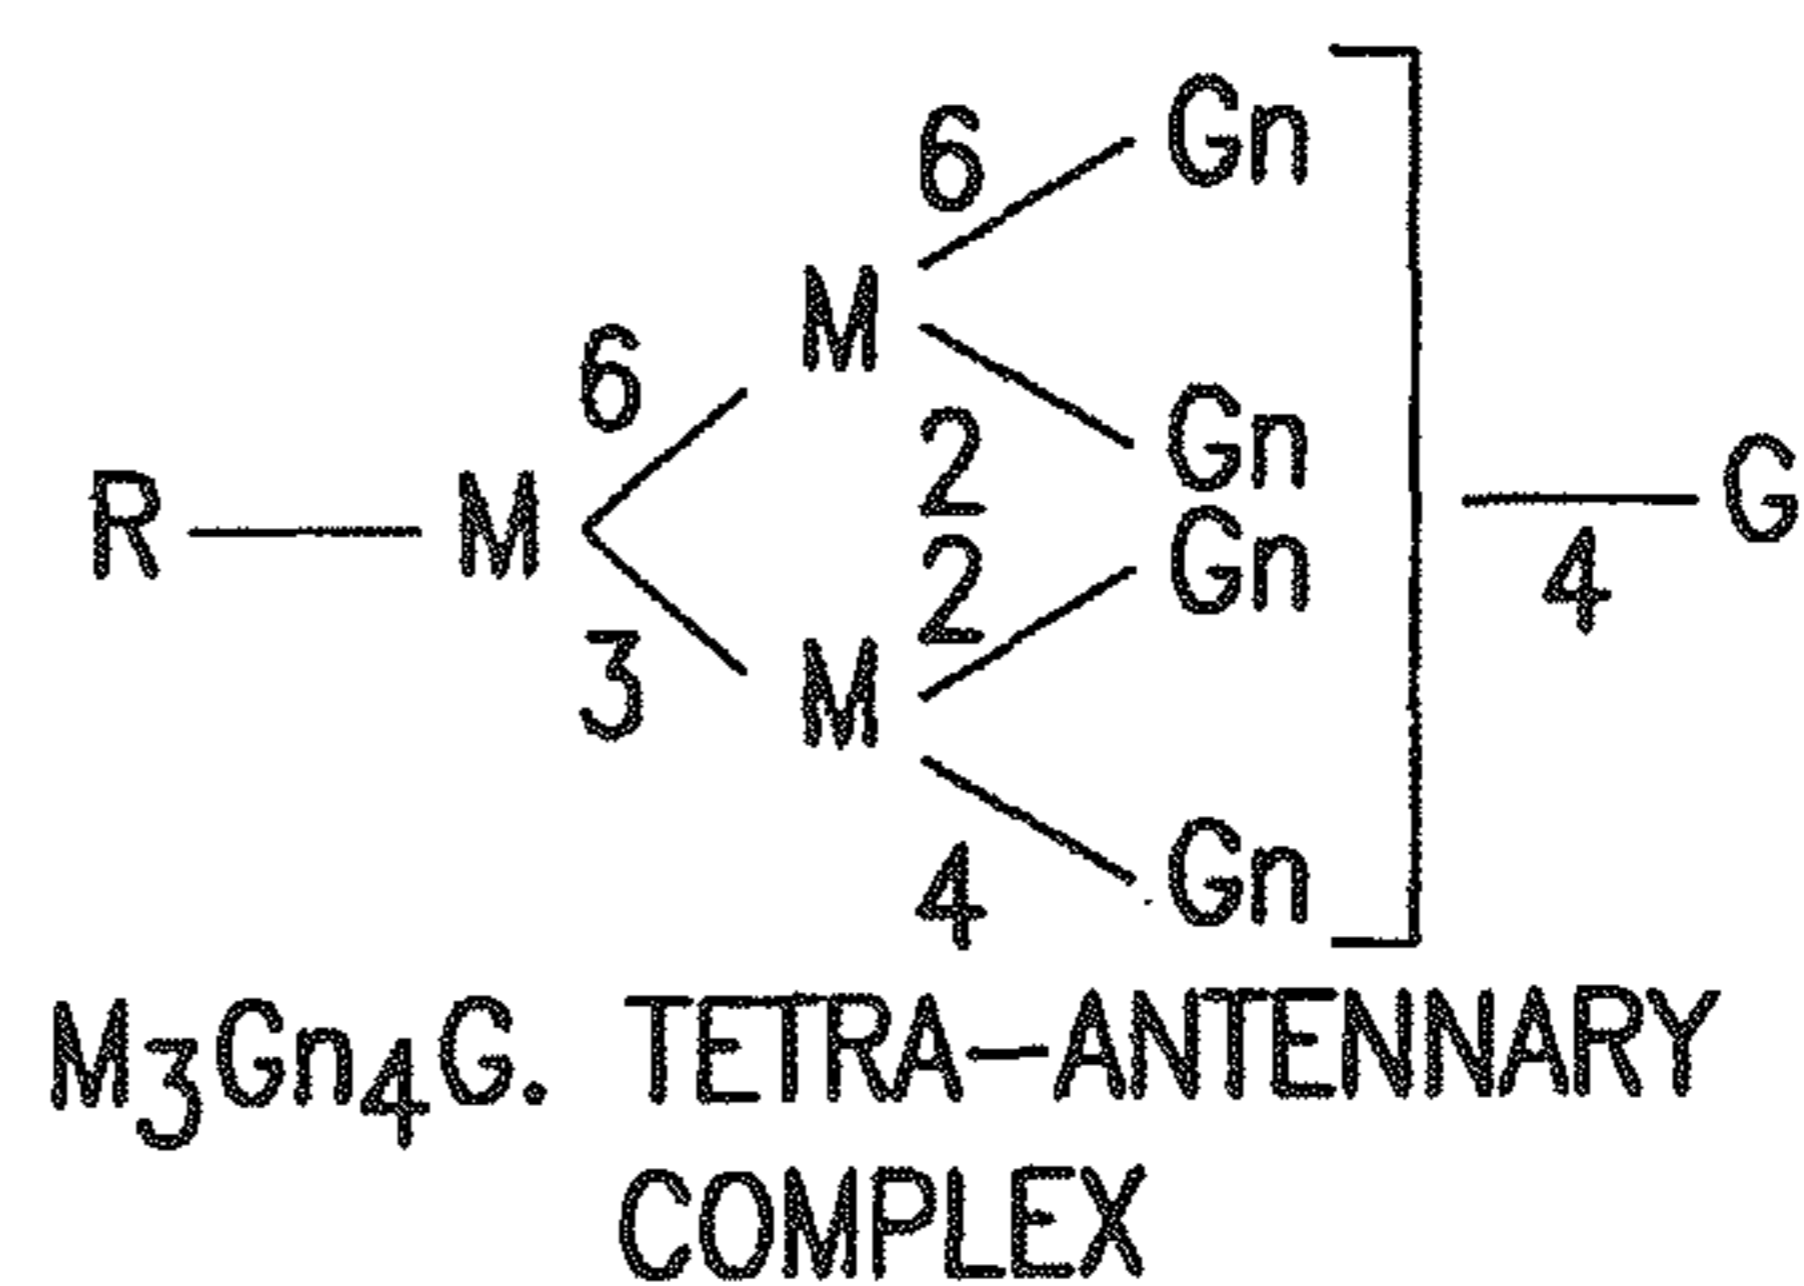 6 Gn
M
6
2 Gn
R M G
2 Gn
4
3 M
4 Gn
M₃Gn₄G. TETRA-ANTENNARY
COMPLEX